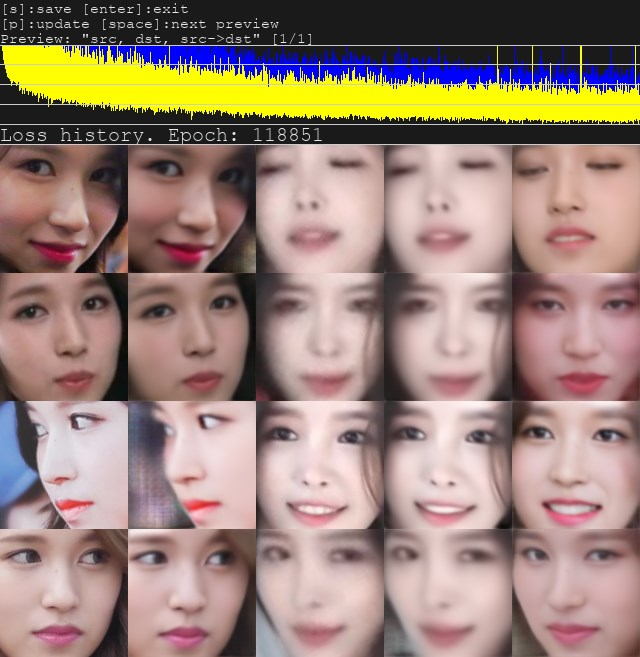 [s]:save [enter]:exit
[p]:update [space]:next preview
Preview: "src, dst, src->dst" [1/1]
Loss history. Epoch: 118851